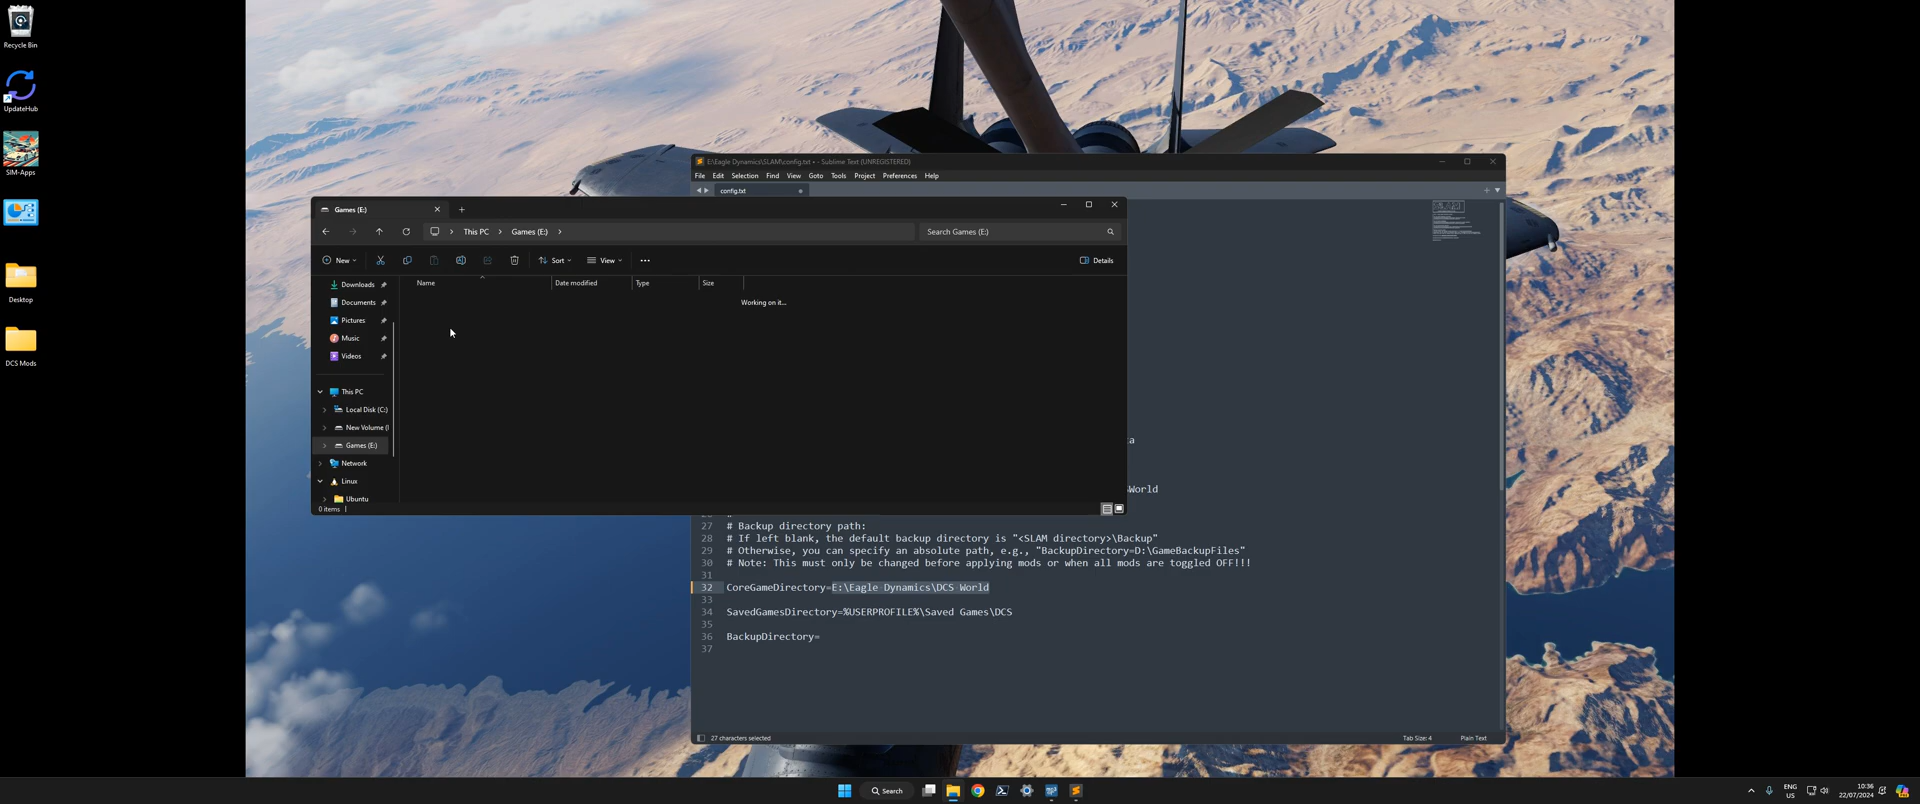 Recycle Bin
UpdateHub
SIM-Apps
Desktop
DCS Mods
E:\Eagle Dynamics\SLAM\config.txt • - Sublime Text (UNREGISTERED)
File Edit Selection Find View Goto Tools Project Preferences Help
config.txt
Games (E:)
This PC > Games (E:) >
Search Games (E:)
New
Sort
View
Details
Name
Date modified
Type
Size
Working on it...
Downloads
Documents
Pictures
Music
Videos
This PC
Local Disk (C:)
New Volume (
Games (E:)
Network
Linux
Ubuntu
0 items
World
27 # Backup directory path:
28 # If left blank, the default backup directory is "<SLAM directory>\Backup"
29 # Otherwise, you can specify an absolute path, e.g., "BackupDirectory=D:\GameBackupFiles"
30 # Note: This must only be changed before applying mods or when all mods are toggled OFF!!!
31
32 CoreGameDirectory=E:\Eagle Dynamics\DCS World
33
34 SavedGamesDirectory=%USERPROFILE%\Saved Games\DCS
35
36 BackupDirectory=
37
27 characters selected
Tab Size: 4
Plain Text
Search
ENG
US
10:36
22/07/2024